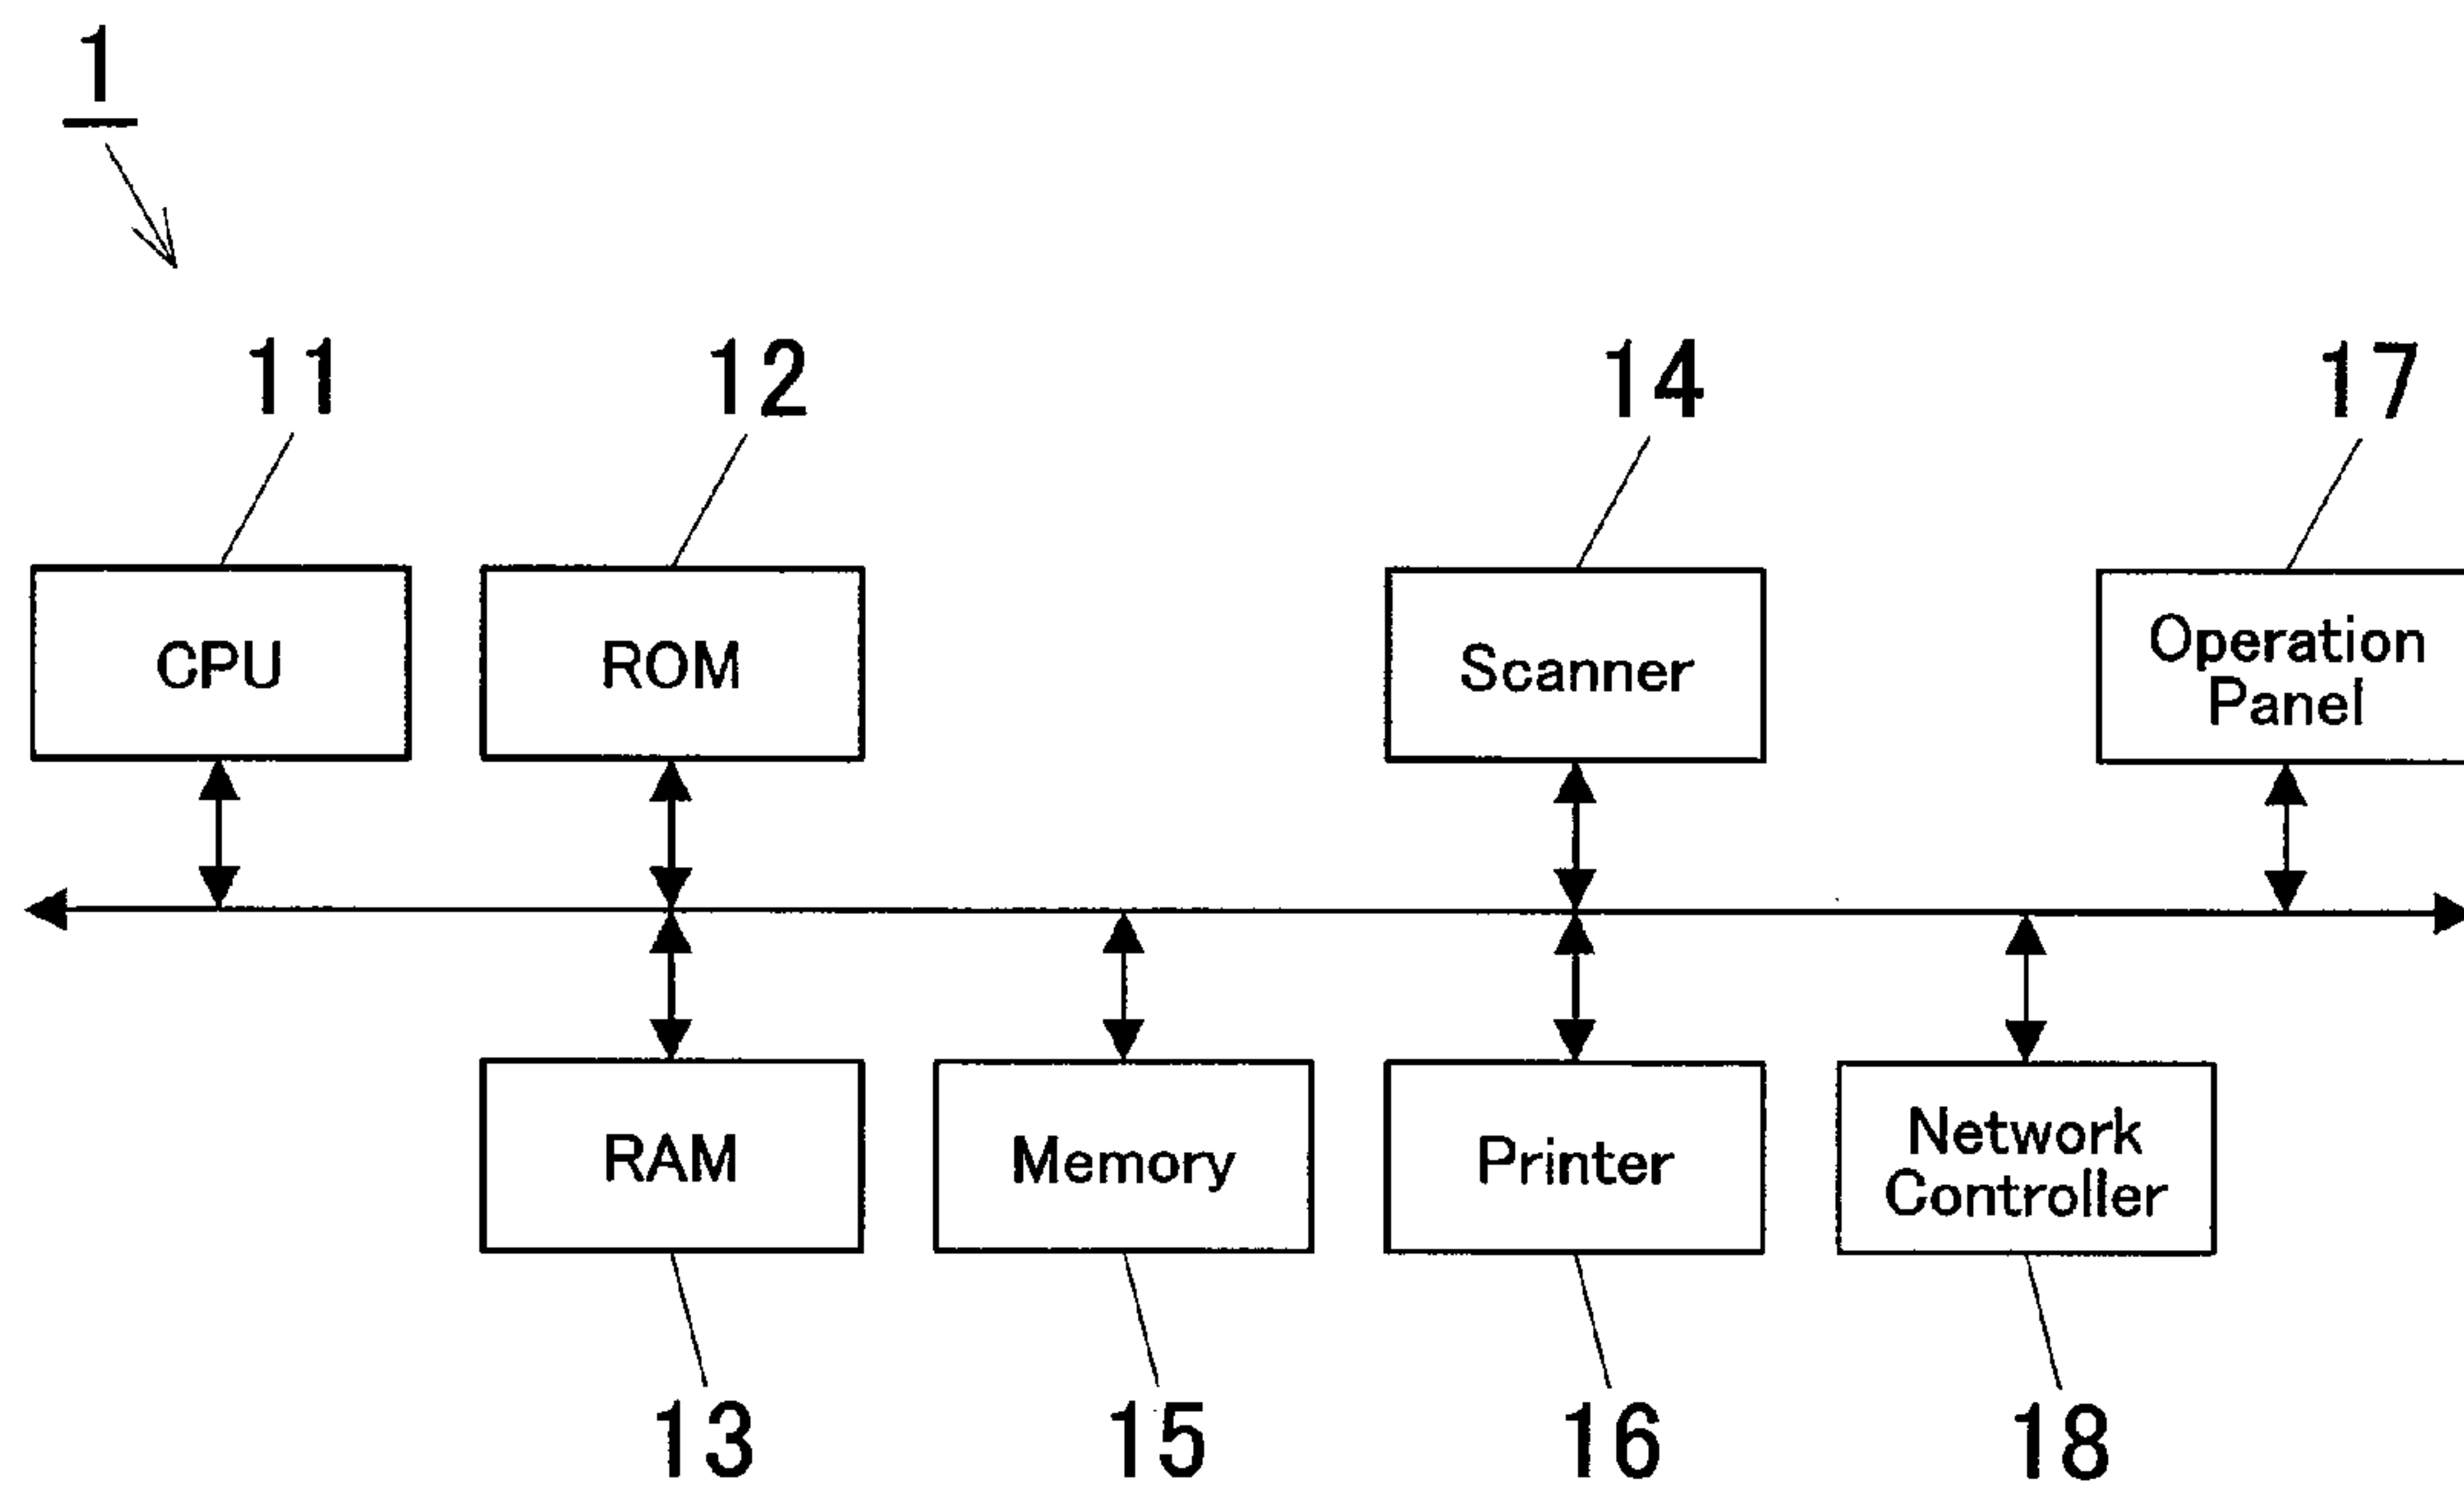 1
11
12
14
17
CPU
ROM
Scanner
Operation
Panel
RAM
Memory
Printer
Network
Controller
13
15
16
18